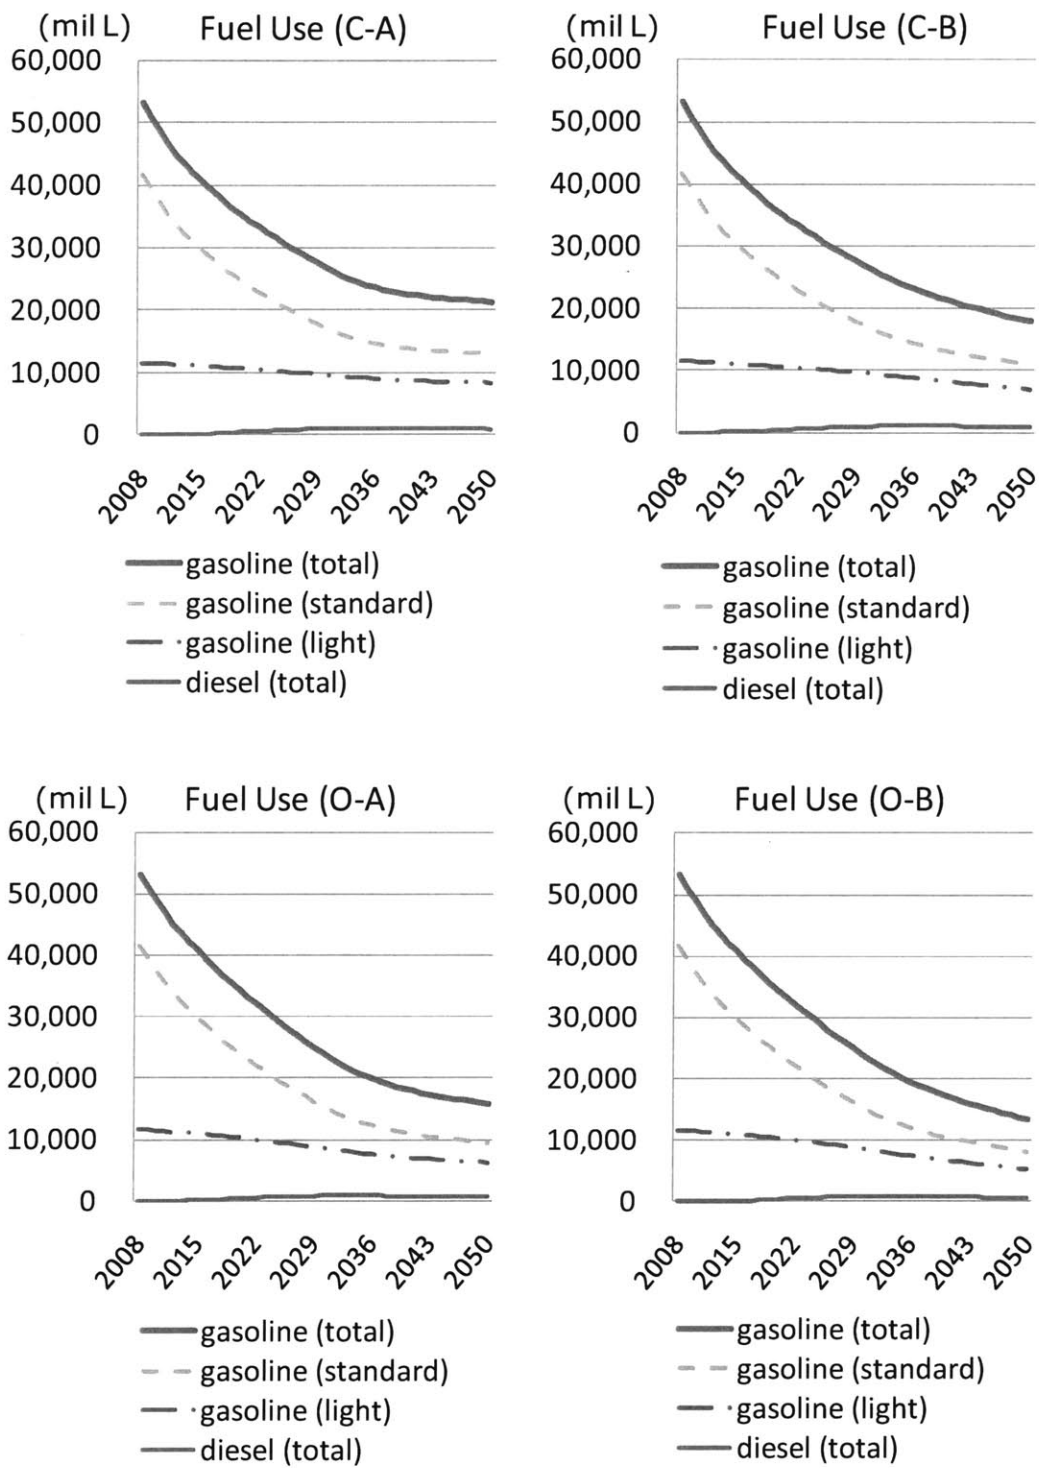 (mil L) Fuel Use (C-A)
60,000
50,000
40,000
30,000
20,000
10,000
0
2008 2015 2022 2029 2036 2043 2050
gasoline (total)
gasoline (standard)
gasoline (light)
diesel (total)
(mil L) Fuel Use (C-B)
60,000
50,000
40,000
30,000
20,000
10,000
0
2008 2015 2022 2029 2036 2043 2050
gasoline (total)
gasoline (standard)
gasoline (light)
diesel (total)
(mil L) Fuel Use (O-A)
60,000
50,000
40,000
30,000
20,000
10,000
0
2008 2015 2022 2029 2036 2043 2050
gasoline (total)
gasoline (standard)
gasoline (light)
diesel (total)
(mil L) Fuel Use (O-B)
60,000
50,000
40,000
30,000
20,000
10,000
0
2008 2015 2022 2029 2036 2043 2050
gasoline (total)
gasoline (standard)
gasoline (light)
diesel (total)